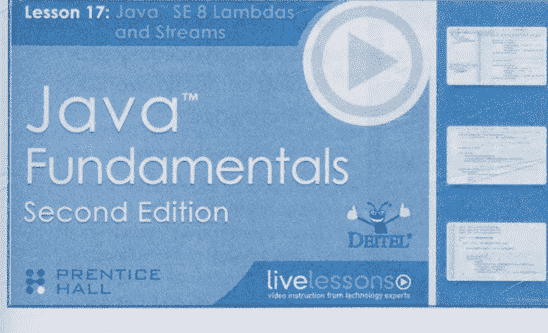 Lesson 17: Java SE 8 Lambdas
and Streams
Java™
Fundamentals
Second Edition
DEITEL®
PRENTICE
HALL
livelessons
video instruction from technology experts